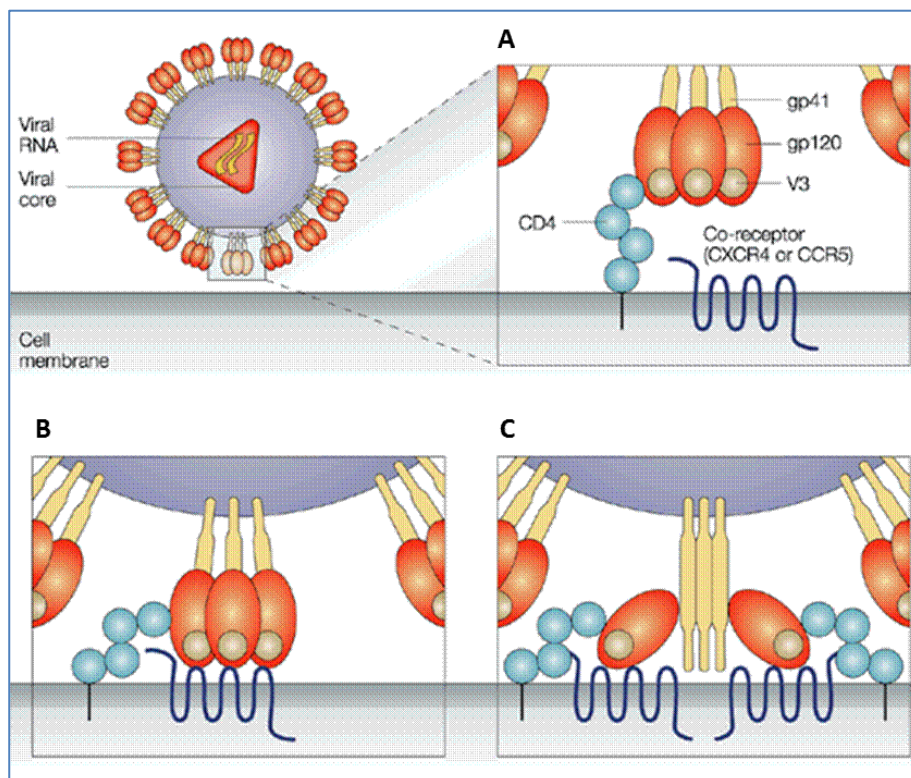 A
Viral
RNA
Viral
core
Cell
membrane
gp41
gp120
V3
CD4
Co-receptor
(CXCR4 or CCR5)
B
C